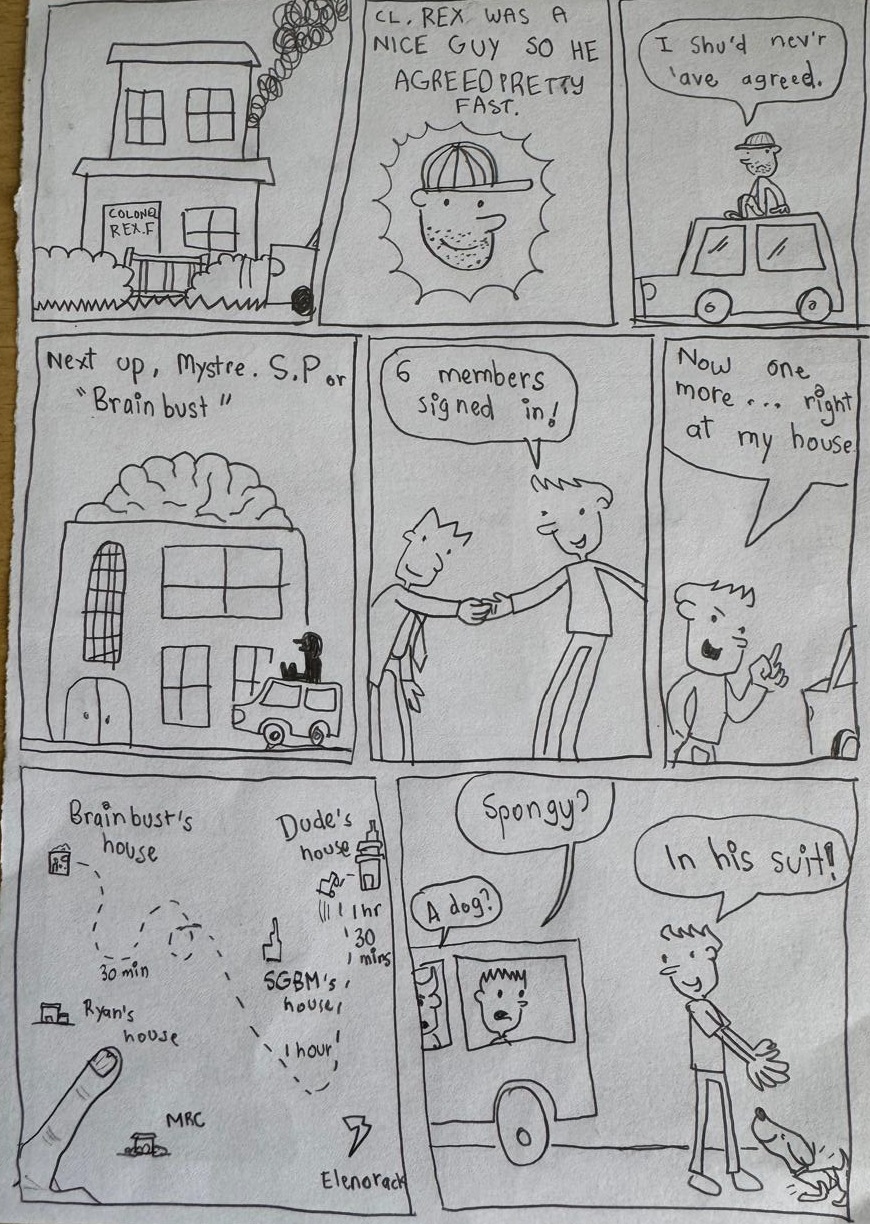 COLONEL
REX.F
CL. REX WAS A
NICE GUY SO HE
AGREED PRETTY
FAST.
I shu'd nev'r
'ave agreed.
Next up, Mystre. S.P or
"Brain bust"
6 members
signed in!
Now one
more... right
at my house
Brainbust's
house
Dude's
house
1 hr
30
mins
30 min
SGBM's
house
Ryan's
house
1 hour
MRC
Elenorack
Spongy?
A dog?
In his suit!